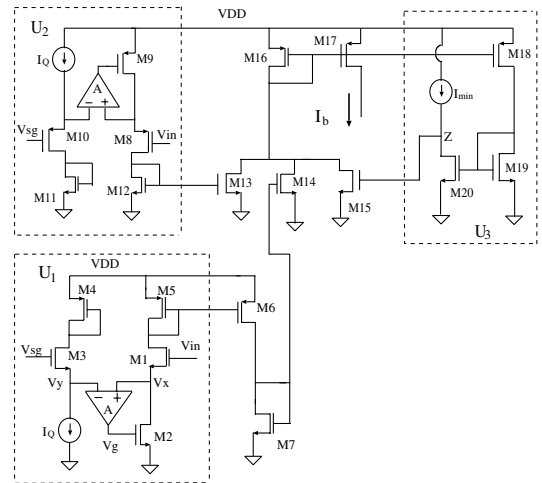 VDD
U2
IQ
M9
A
M16
M17
M18
Imin
Vsg
M10
M8
Vin
Ib
Z
M11
M12
M13
M14
M15
M20
M19
U3
U1
VDD
M4
M5
M6
Vsg
M3
M1
Vin
Vy
Vx
A
IQ
Vg
M2
M7